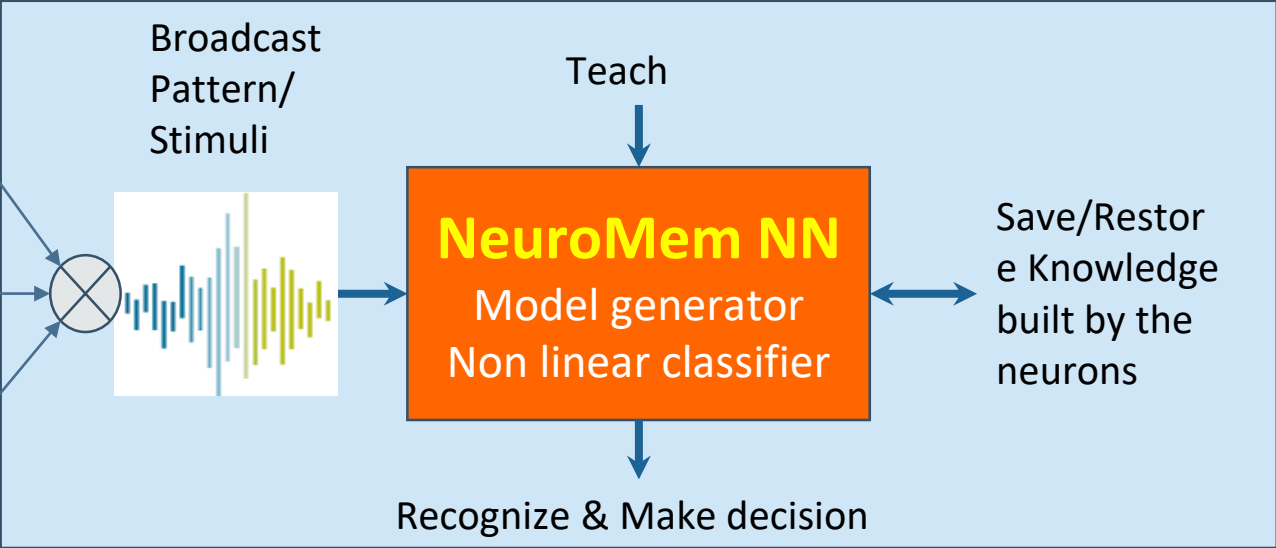 Broadcast
Pattern/
Stimuli
Teach
NeuroMem NN
Model generator
Non linear classifier
Save/Restor
e Knowledge
built by the
neurons
Recognize & Make decision